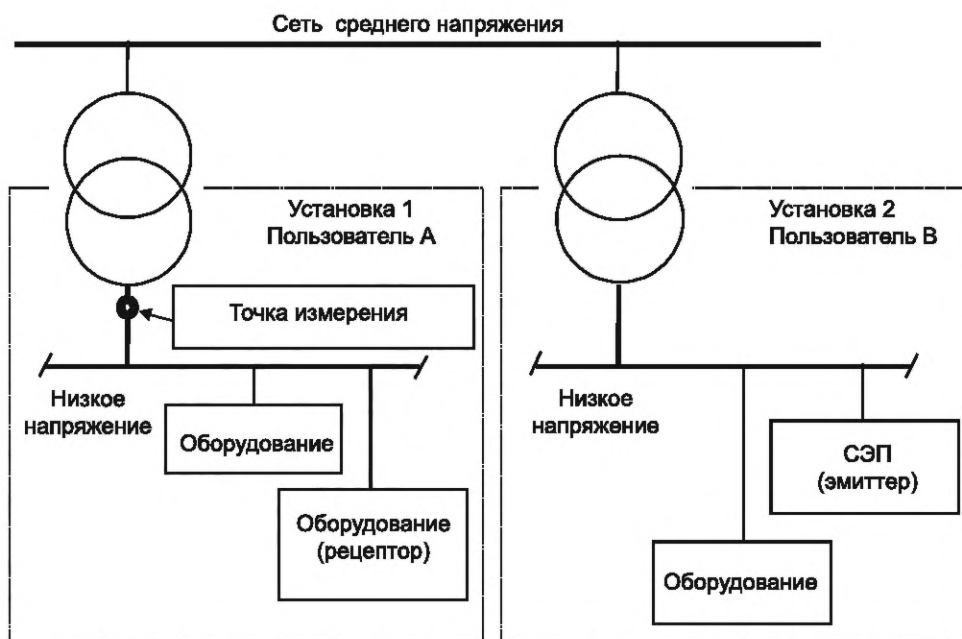 Сеть среднего напряжения
Установка 1
Пользователь А
Точка измерения
Низкое
напряжение
Оборудование
Оборудование
(рецептор)
Установка 2
Пользователь В
Низкое
напряжение
СЭП
(эмиттер)
Оборудование